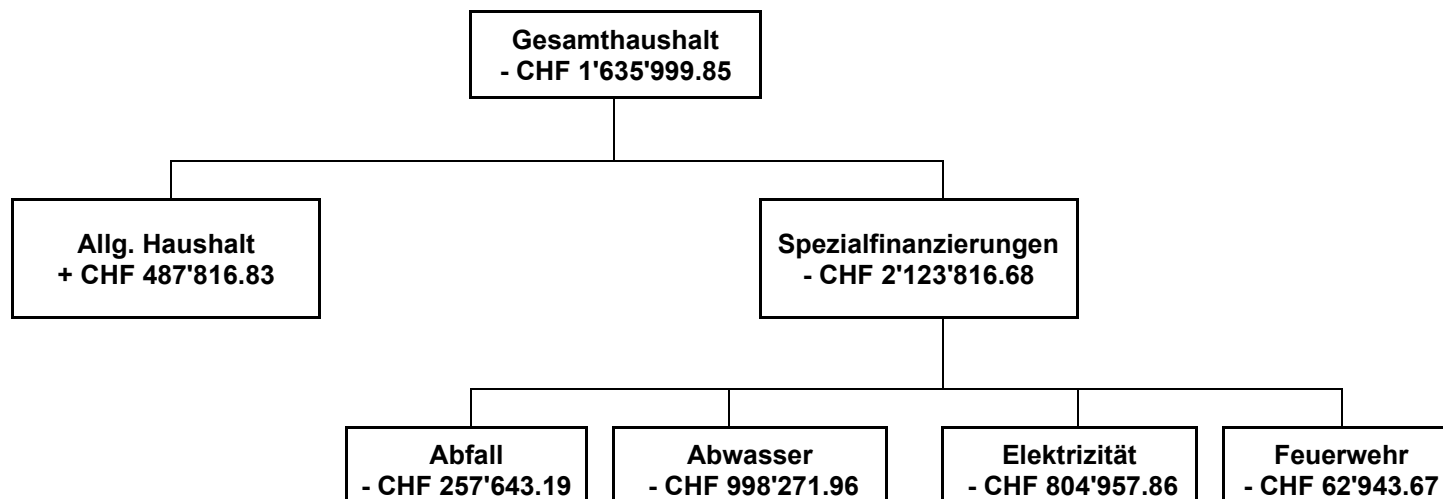 Gesamthaushalt
- CHF 1'635'999.85
Allg. Haushalt
+ CHF 487'816.83
Spezialfinanzierungen
- CHF 2'123'816.68
Abfall
- CHF 257'643.19
Abwasser
- CHF 998'271.96
Elektrizität
- CHF 804'957.86
Feuerwehr
- CHF 62'943.67